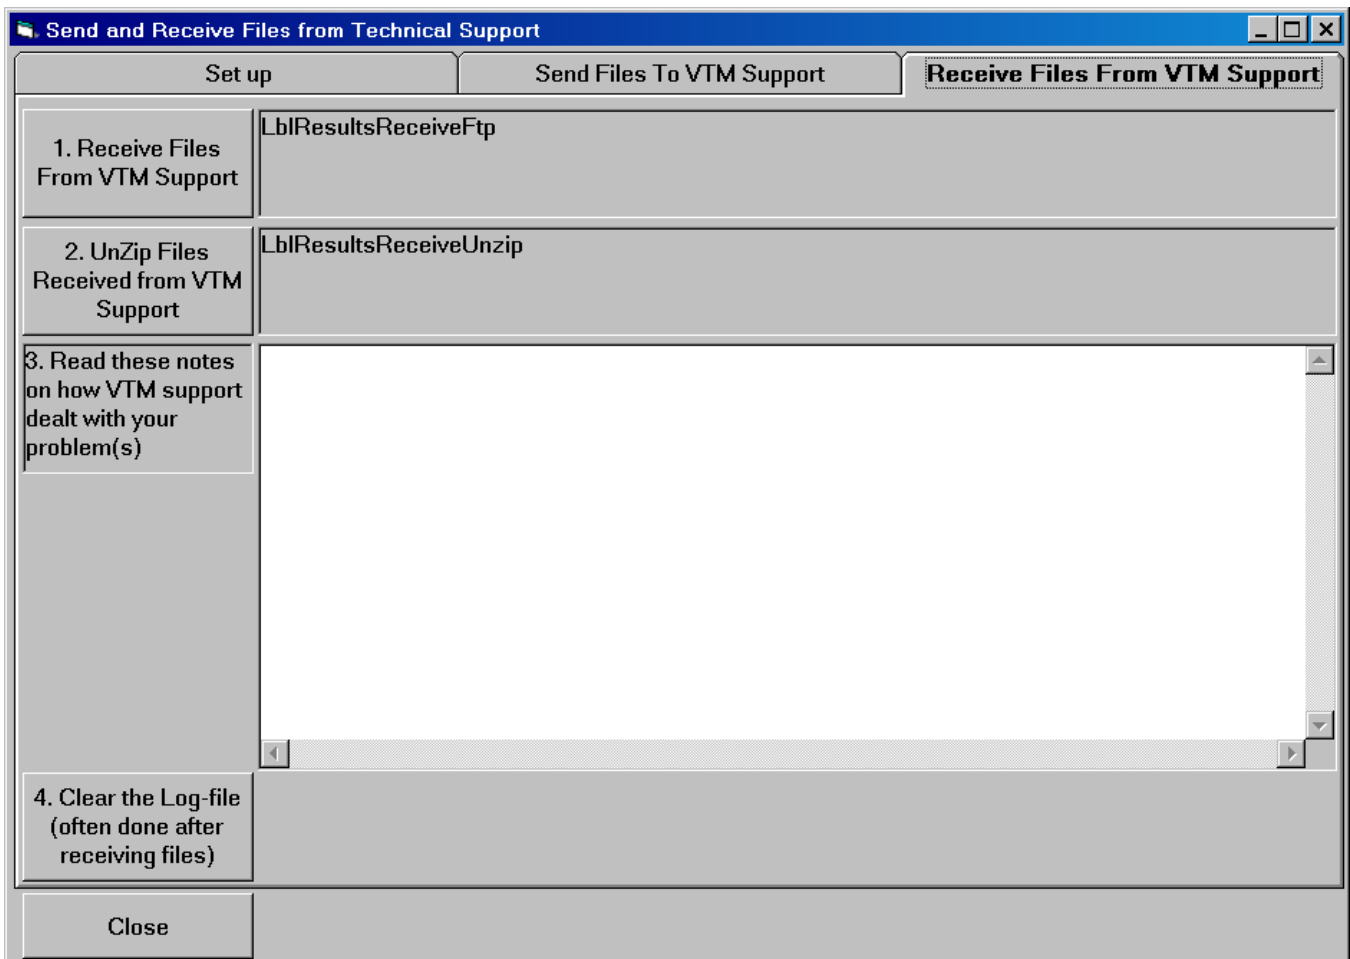 Send and Receive Files from Technical Support
Set up
Send Files To VTM Support
Receive Files From VTM Support
1. Receive Files
From VTM Support
LblResultsReceiveFtp
2. UnZip Files
Received from VTM
Support
LblResultsReceiveUnzip
3. Read these notes
on how VTM support
dealt with your
problem(s)
4. Clear the Log-file
(often done after
receiving files)
Close